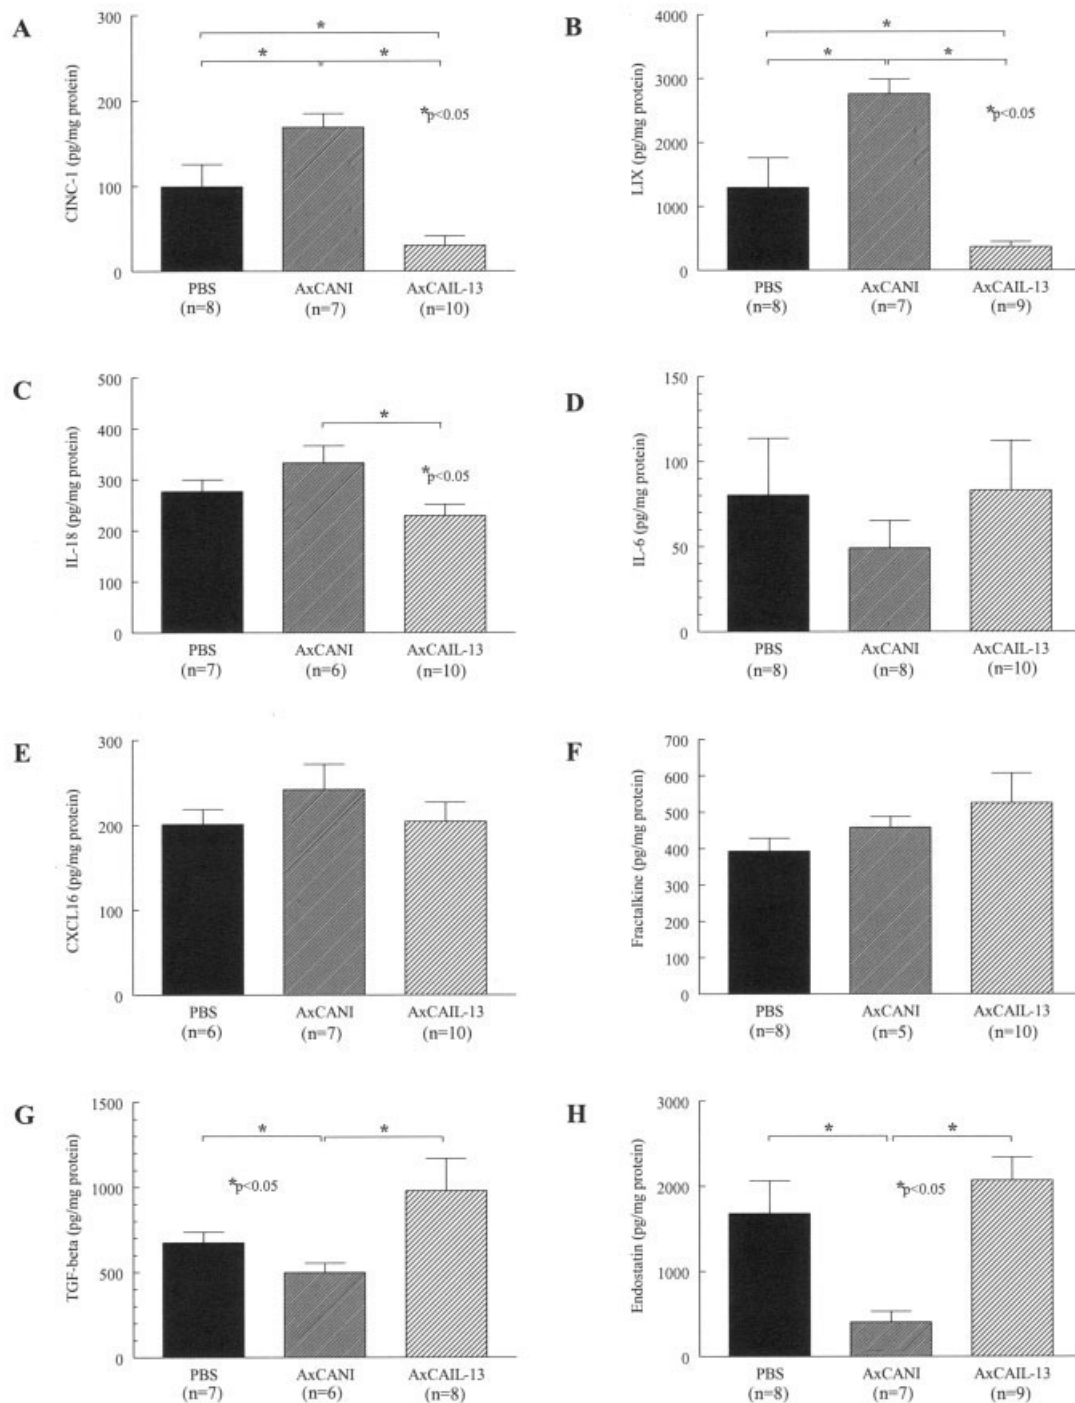 A
CINC-1 (pg/mg protein)
300
200
100
0
*
* *
*p<0.05
PBS AxCANI AxCAIL-13
(n=8) (n=7) (n=10)
B
LIX (pg/mg protein)
4000
3000
2000
1000
0
*
* *
*p<0.05
PBS AxCANI AxCAIL-13
(n=8) (n=7) (n=9)
C
IL-18 (pg/mg protein)
500
400
300
200
100
0
*
*p<0.05
PBS AxCANI AxCAIL-13
(n=7) (n=6) (n=10)
D
IL-6 (pg/mg protein)
150
100
50
0
PBS AxCANI AxCAIL-13
(n=8) (n=8) (n=10)
E
CXCL16 (pg/mg protein)
300
200
100
0
PBS AxCANI AxCAIL-13
(n=6) (n=7) (n=10)
F
Fractalkine (pg/mg protein)
700
600
500
400
300
200
100
0
PBS AxCANI AxCAIL-13
(n=8) (n=5) (n=10)
G
TGF-beta (pg/mg protein)
1500
1000
500
0
* *
*p<0.05
PBS AxCANI AxCAIL-13
(n=7) (n=6) (n=8)
H
Endostatin (pg/mg protein)
3000
2000
1000
0
* *
*p<0.05
PBS AxCANI AxCAIL-13
(n=8) (n=7) (n=9)